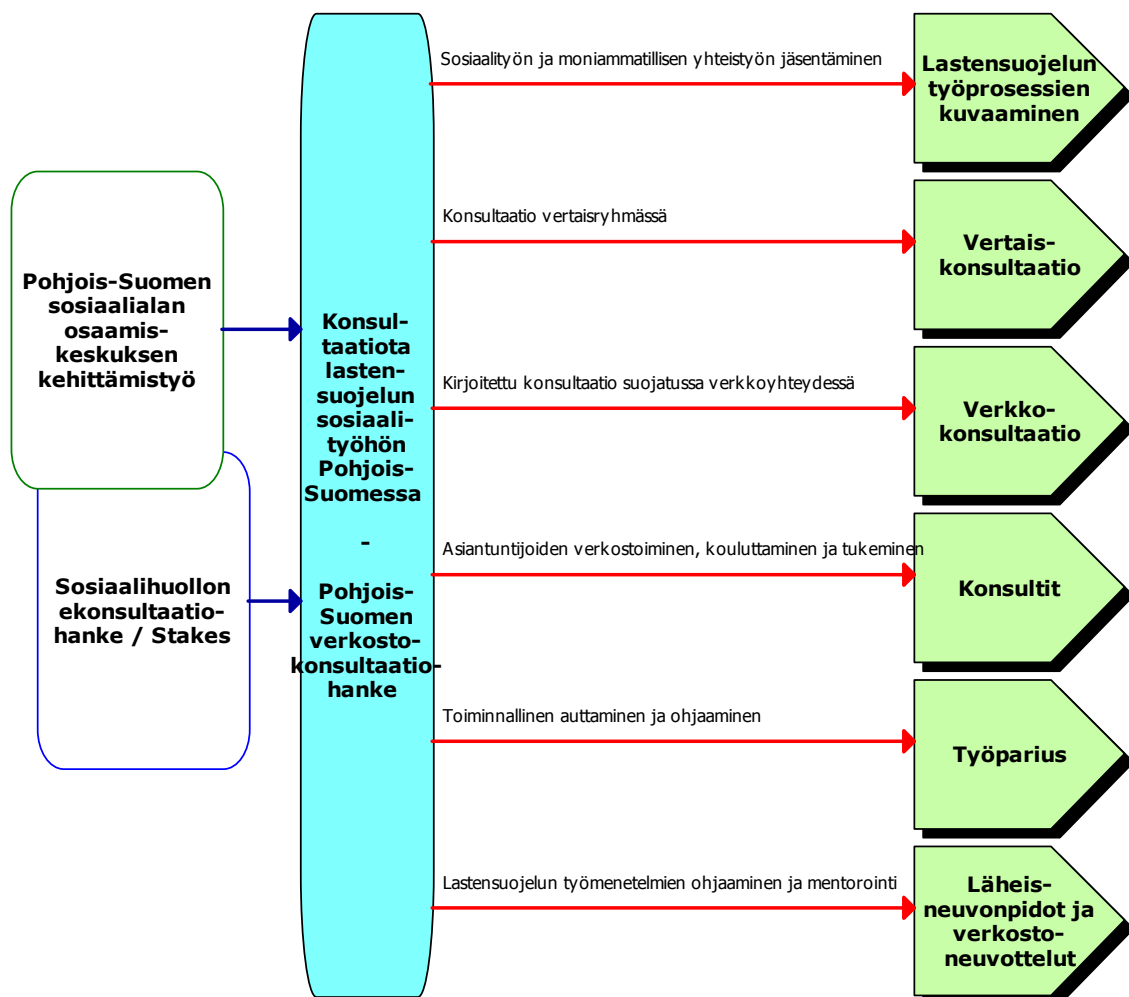 Pohjois-Suomen
sosiaalialan
osaamis-
keskuksen
kehittämistyö
Sosiaalihuollon
ekonsultaatio-
hanke / Stakes
Konsul-
taatiota
lasten-
suojelun
sosiaali-
työhön
Pohjois-
Suomessa
-
Pohjois-
Suomen
verkosto-
konsultaatio-
hanke
Sosiaalityön ja moniammatillisen yhteistyön jäsentäminen
Lastensuojelun
työprosessien
kuvaaminen
Konsultaatio vertaisryhmässä
Vertais-
konsultaatio
Kirjoitettu konsultaatio suojatussa verkkoyhteydessä
Verkko-
konsultaatio
Asiantuntijoiden verkostoiminen, kouluttaminen ja tukeminen
Konsultit
Toiminnallinen auttaminen ja ohjaaminen
Työparius
Lastensuojelun työmenetelmien ohjaaminen ja mentorointi
Läheis-
neuvonpidot ja
verkosto-
neuvottelut